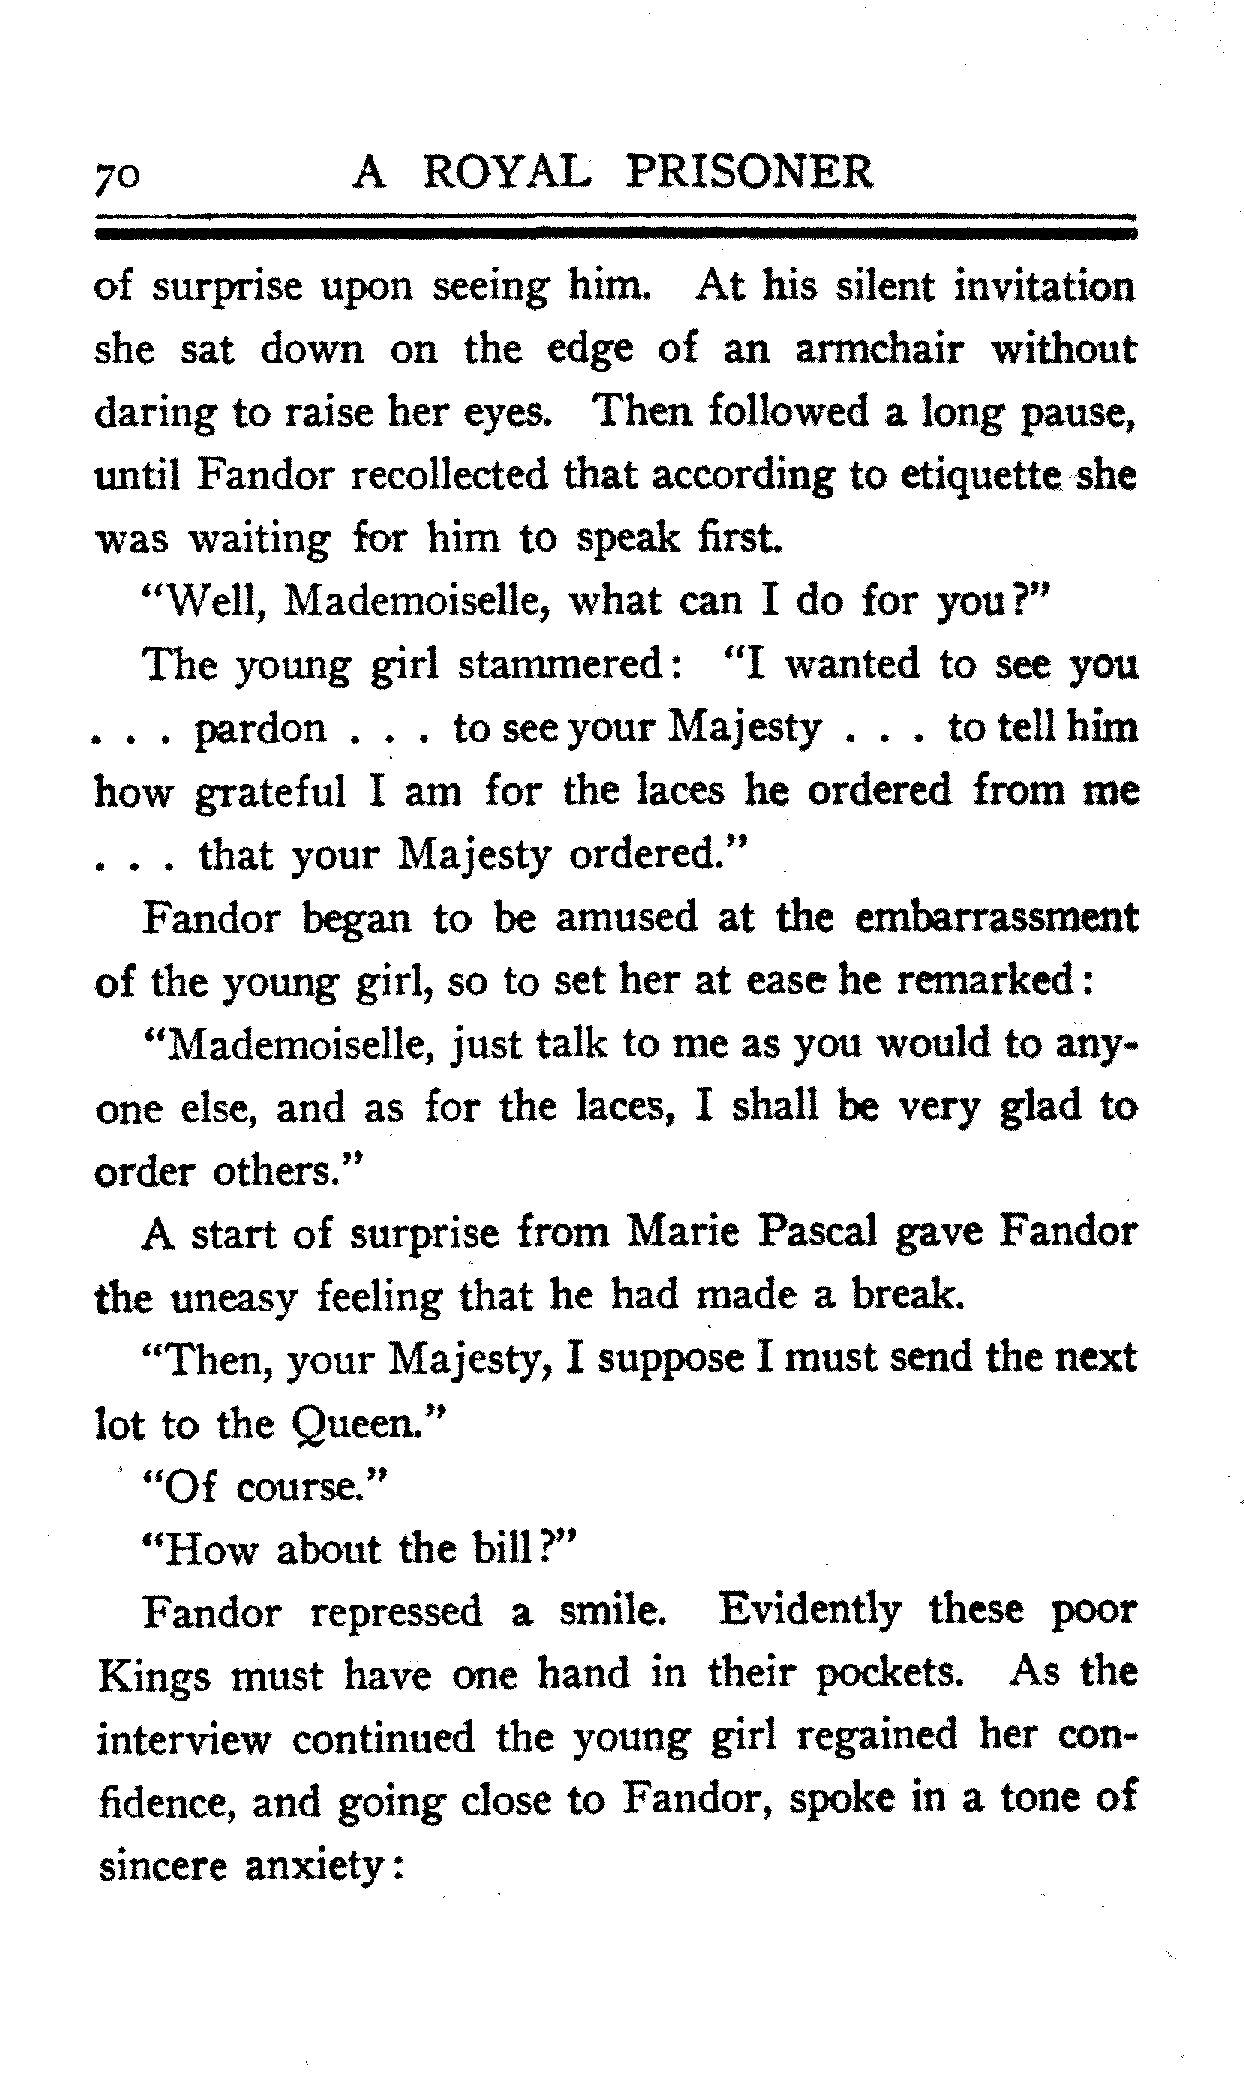 70 A ROYAL PRISONER
of surprise upon seeing him. At his silent invitation
she sat down on the edge of an armchair without
daring to raise her eyes. Then followed a long pause,
until Fandor recollected that according to etiquette she
was waiting for him to speak first.
“Well, Mademoiselle, what can I do for you?”
The young girl stammered: “I wanted to see you
. . . pardon . . . to see your Majesty . . . to tell him
how grateful I am for the laces he ordered from me
. . . that your Majesty ordered.”
Fandor began to be amused at the embarrassment
of the young girl, so to set her at ease he remarked:
“Mademoiselle, just talk to me as you would to any-
one else, and as for the laces, I shall be very glad to
order others.”
A start of surprise from Marie Pascal gave Fandor
the uneasy feeling that he had made a break.
“Then, your Majesty, I suppose I must send the next
lot to the Queen.”
“Of course.”
“How about the bill?”
Fandor repressed a smile. Evidently these poor
Kings must have one hand in their pockets. As the
interview continued the young girl regained her con-
fidence, and going close to Fandor, spoke in a tone of
sincere anxiety: